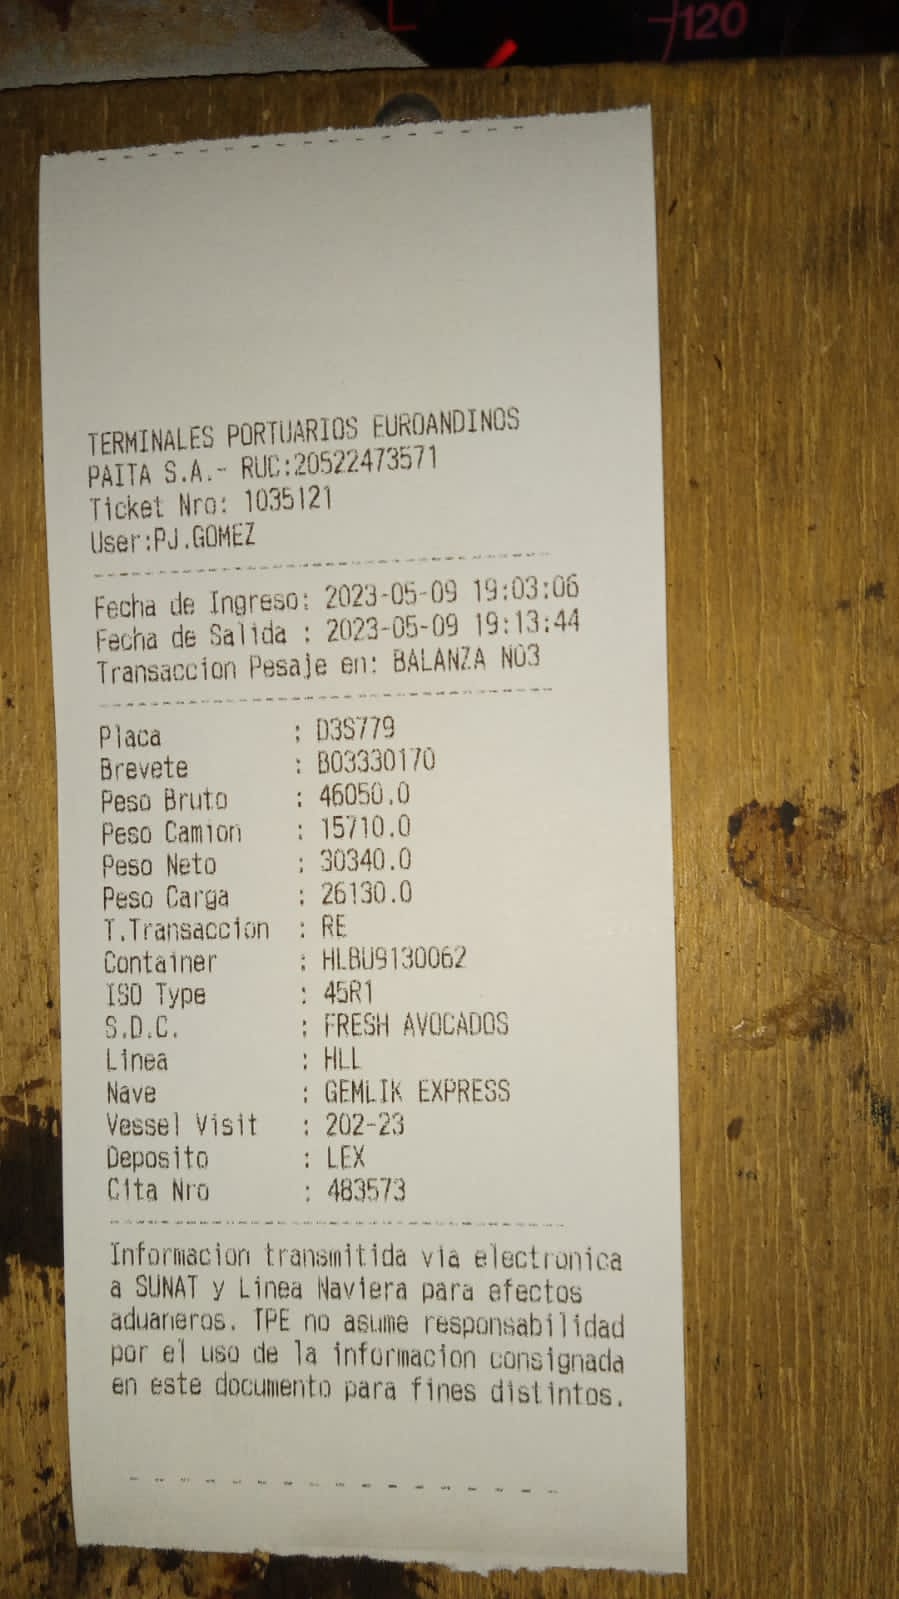 120
TERMINALES PORTUARIOS EUROANDINOS
PAITA S.A.- RUC:20522473571
Ticket Nro: 1035121
User:PJ.GOMEZ
Fecha de Ingreso: 2023-05-09 19:03:06
Fecha de Salida : 2023-05-09 19:13:44
Transaccion Pesaje en: BALANZA NO3
Placa : D3S779
Brevete : B03330170
Peso Bruto : 46050.0
Peso Camion : 15710.0
Peso Neto : 30340.0
Peso Carga : 26130.0
T.Transaccion : RE
Container : HLBU9130062
ISO Type : 45R1
S.D.C. : FRESH AVOCADOS
Linea : HLL
Nave : GEMLIK EXPRESS
Vessel Visit : 202-23
Deposito : LEX
Cita Nro : 483573
Informacion transmitida via electronica
a SUNAT y Linea Naviera para efectos
aduaneros. TPE no asume responsabilidad
por el uso de la informacion consignada
en este documento para fines distintos.